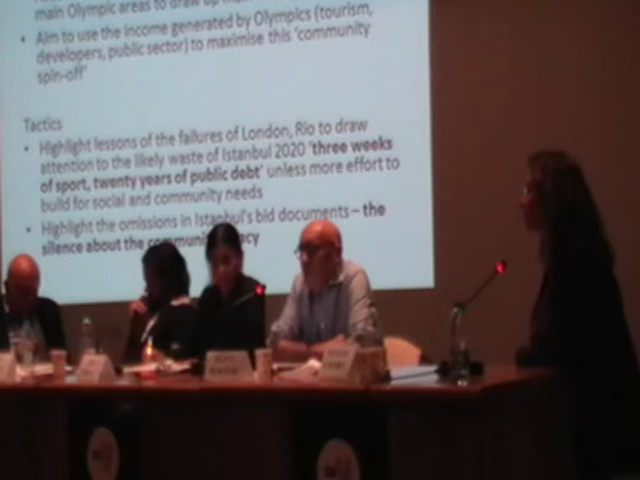 main Olympic areas to draw up
• Aim to use the income generated by Olympics (tourism,
developers, public sector) to maximise this 'community
spin-off'
Tactics
• Highlight lessons of the failures of London, Rio to draw
attention to the likely waste of Istanbul 2020 'three weeks
of sport, twenty years of public debt' unless more effort to
build for social and community needs
• Highlight the omissions in Istanbul's bid documents – the
silence about the